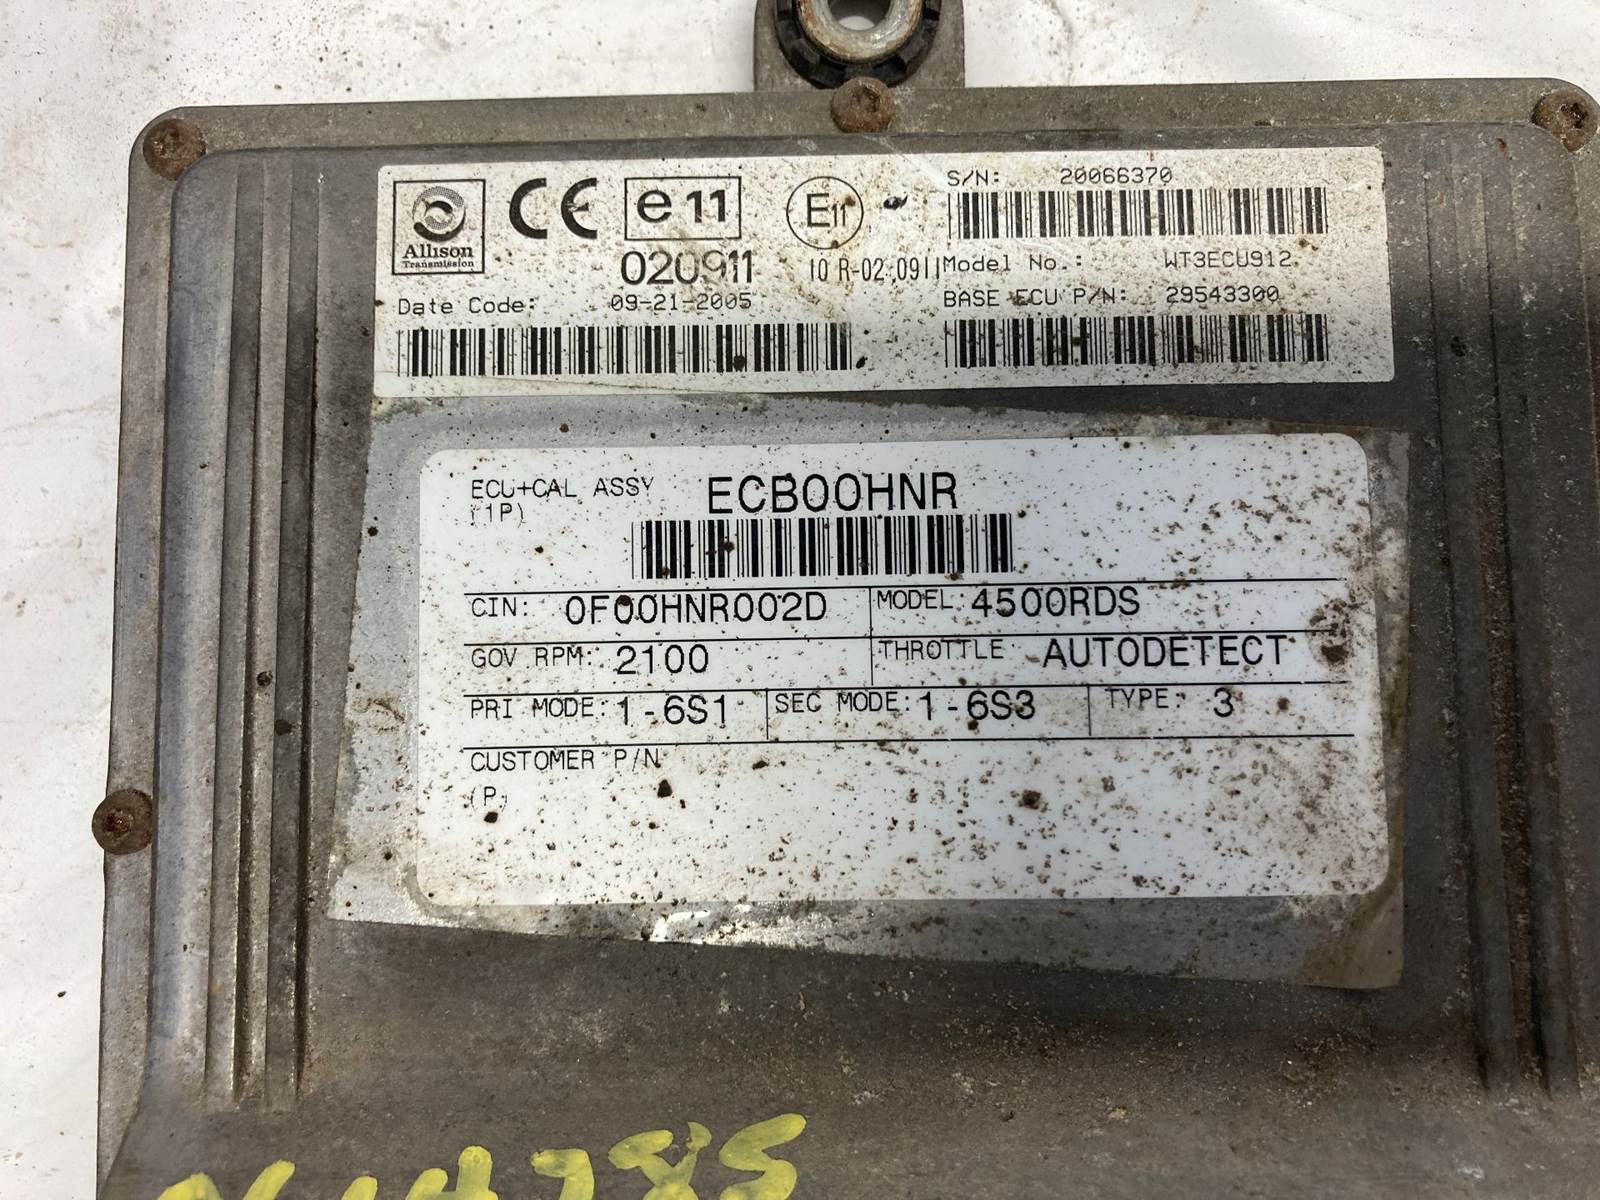 Allison
Transmission
CE
e11
020911
E11
10 R-02.0911
S/N: 20066370
Model No.: WT3ECU912
Date Code: 09-21-2005
BASE ECU P/N: 29543300
ECU+CAL ASSY ECB00HNR
(1P)
CIN: 0F00HNR002D MODEL: 4500RDS
GOV RPM: 2100 THROTTLE: AUTODETECT
PRI MODE: 1-6S1 SEC MODE: 1-6S3 TYPE: 3
CUSTOMER P/N
(P)